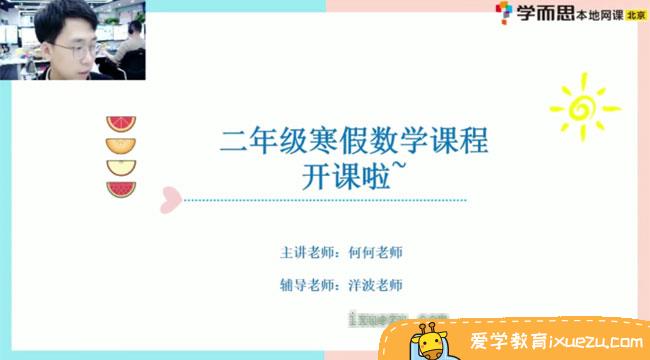 学而思本地网课 北京
二年级寒假数学课程
开课啦~
主讲老师：何何老师
辅导老师：洋波老师
爱学教育ixuezu.com